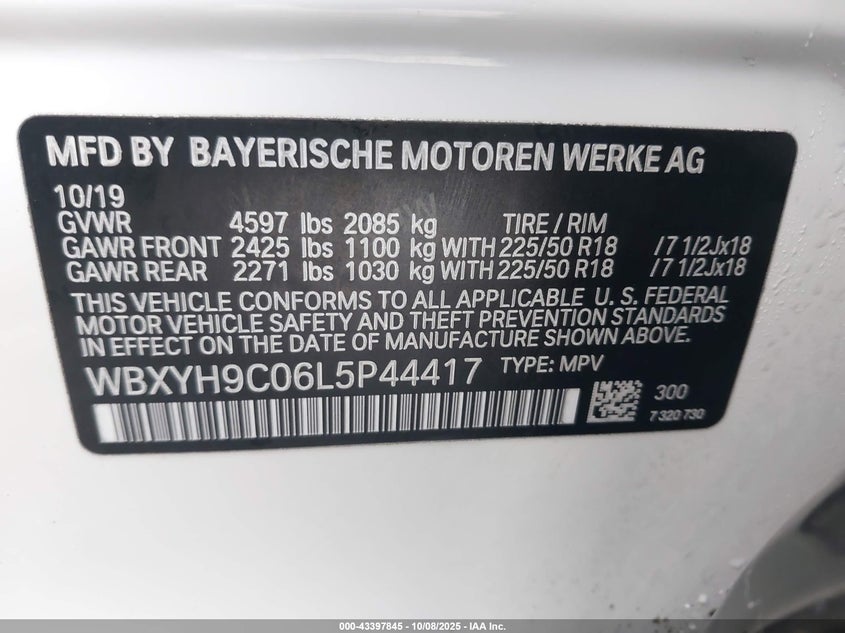 MFD BY BAYERISCHE MOTOREN WERKE AG
10/19
GVWR 4597 lbs 2085 kg TIRE / RIM
GAWR FRONT 2425 lbs 1100 kg WITH 225/50 R18 /7 1/2Jx18
GAWR REAR 2271 lbs 1030 kg WITH 225/50 R18 /7 1/2Jx18
THIS VEHICLE CONFORMS TO ALL APPLICABLE U. S. FEDERAL
MOTOR VEHICLE SAFETY AND THEFT PREVENTION STANDARDS
IN EFFECT ON THE DATE OF MANUFACTURE SHOWN ABOVE.
WBXYH9C06L5P44417 TYPE: MPV
300
7 320 730
000-43397845 | 10/08/2025 - IAA Inc.